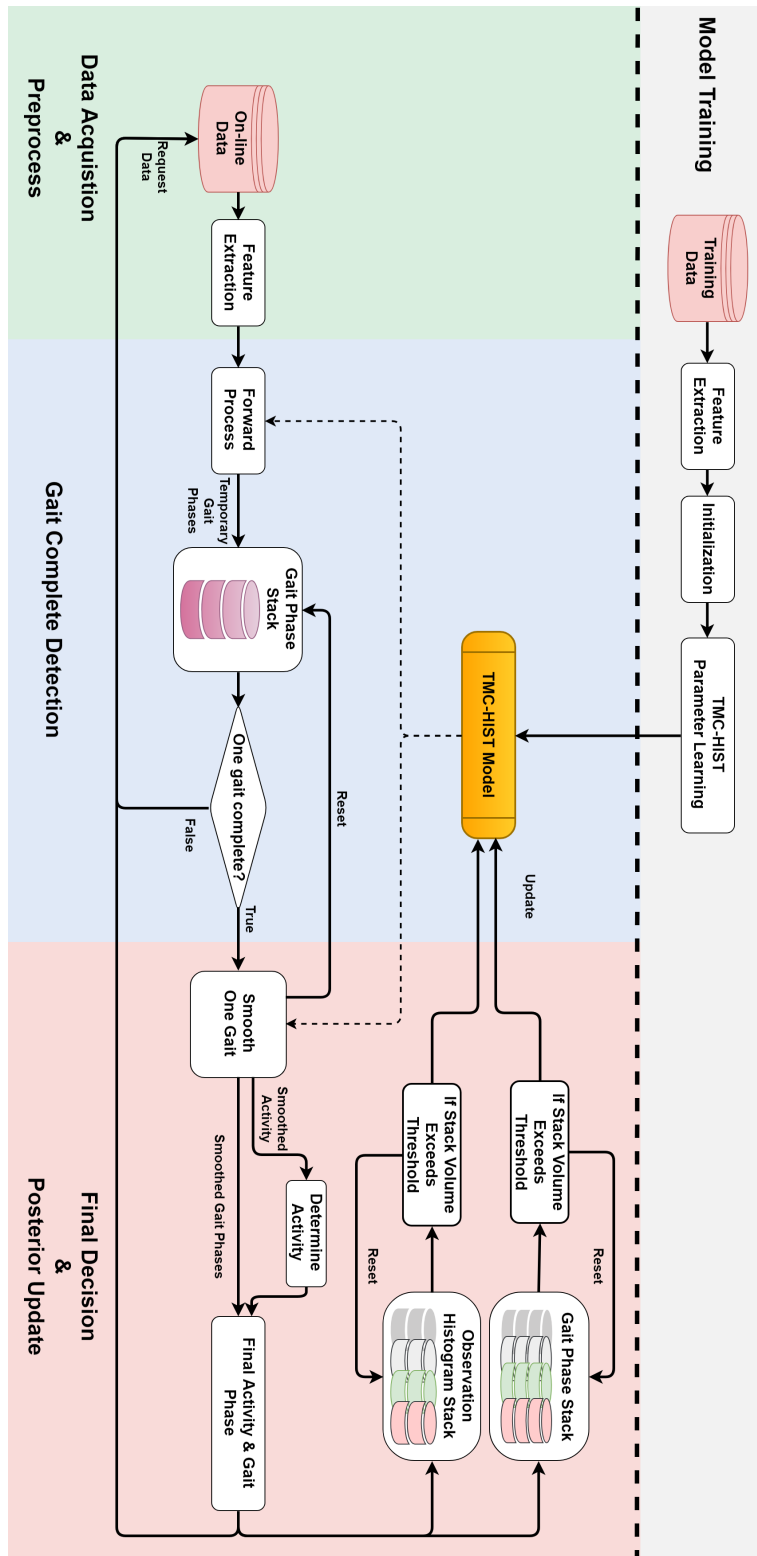 Model Training
Training
Data
Feature
Extraction
Initialization
TMC-HIST
Parameter Learning
Data Acquistion
&
Preprocess
On-line
Data
Request
Data
Feature
Extraction
Gait Complete Detection
Forward
Process
Temporary
Gait
Phases
Gait Phase
Stack
One gait complete?
False
True
Reset
TMC-HIST Model
Update
Final Decision
&
Posterior Update
Smooth
One Gait
Smoothed
Activity
Smoothed Gait Phases
Determine
Activity
Final Activity & Gait
Phase
If Stack Volume
Exceeds
Threshold
Reset
Gait Phase Stack
If Stack Volume
Exceeds
Threshold
Reset
Observation
Histogram Stack